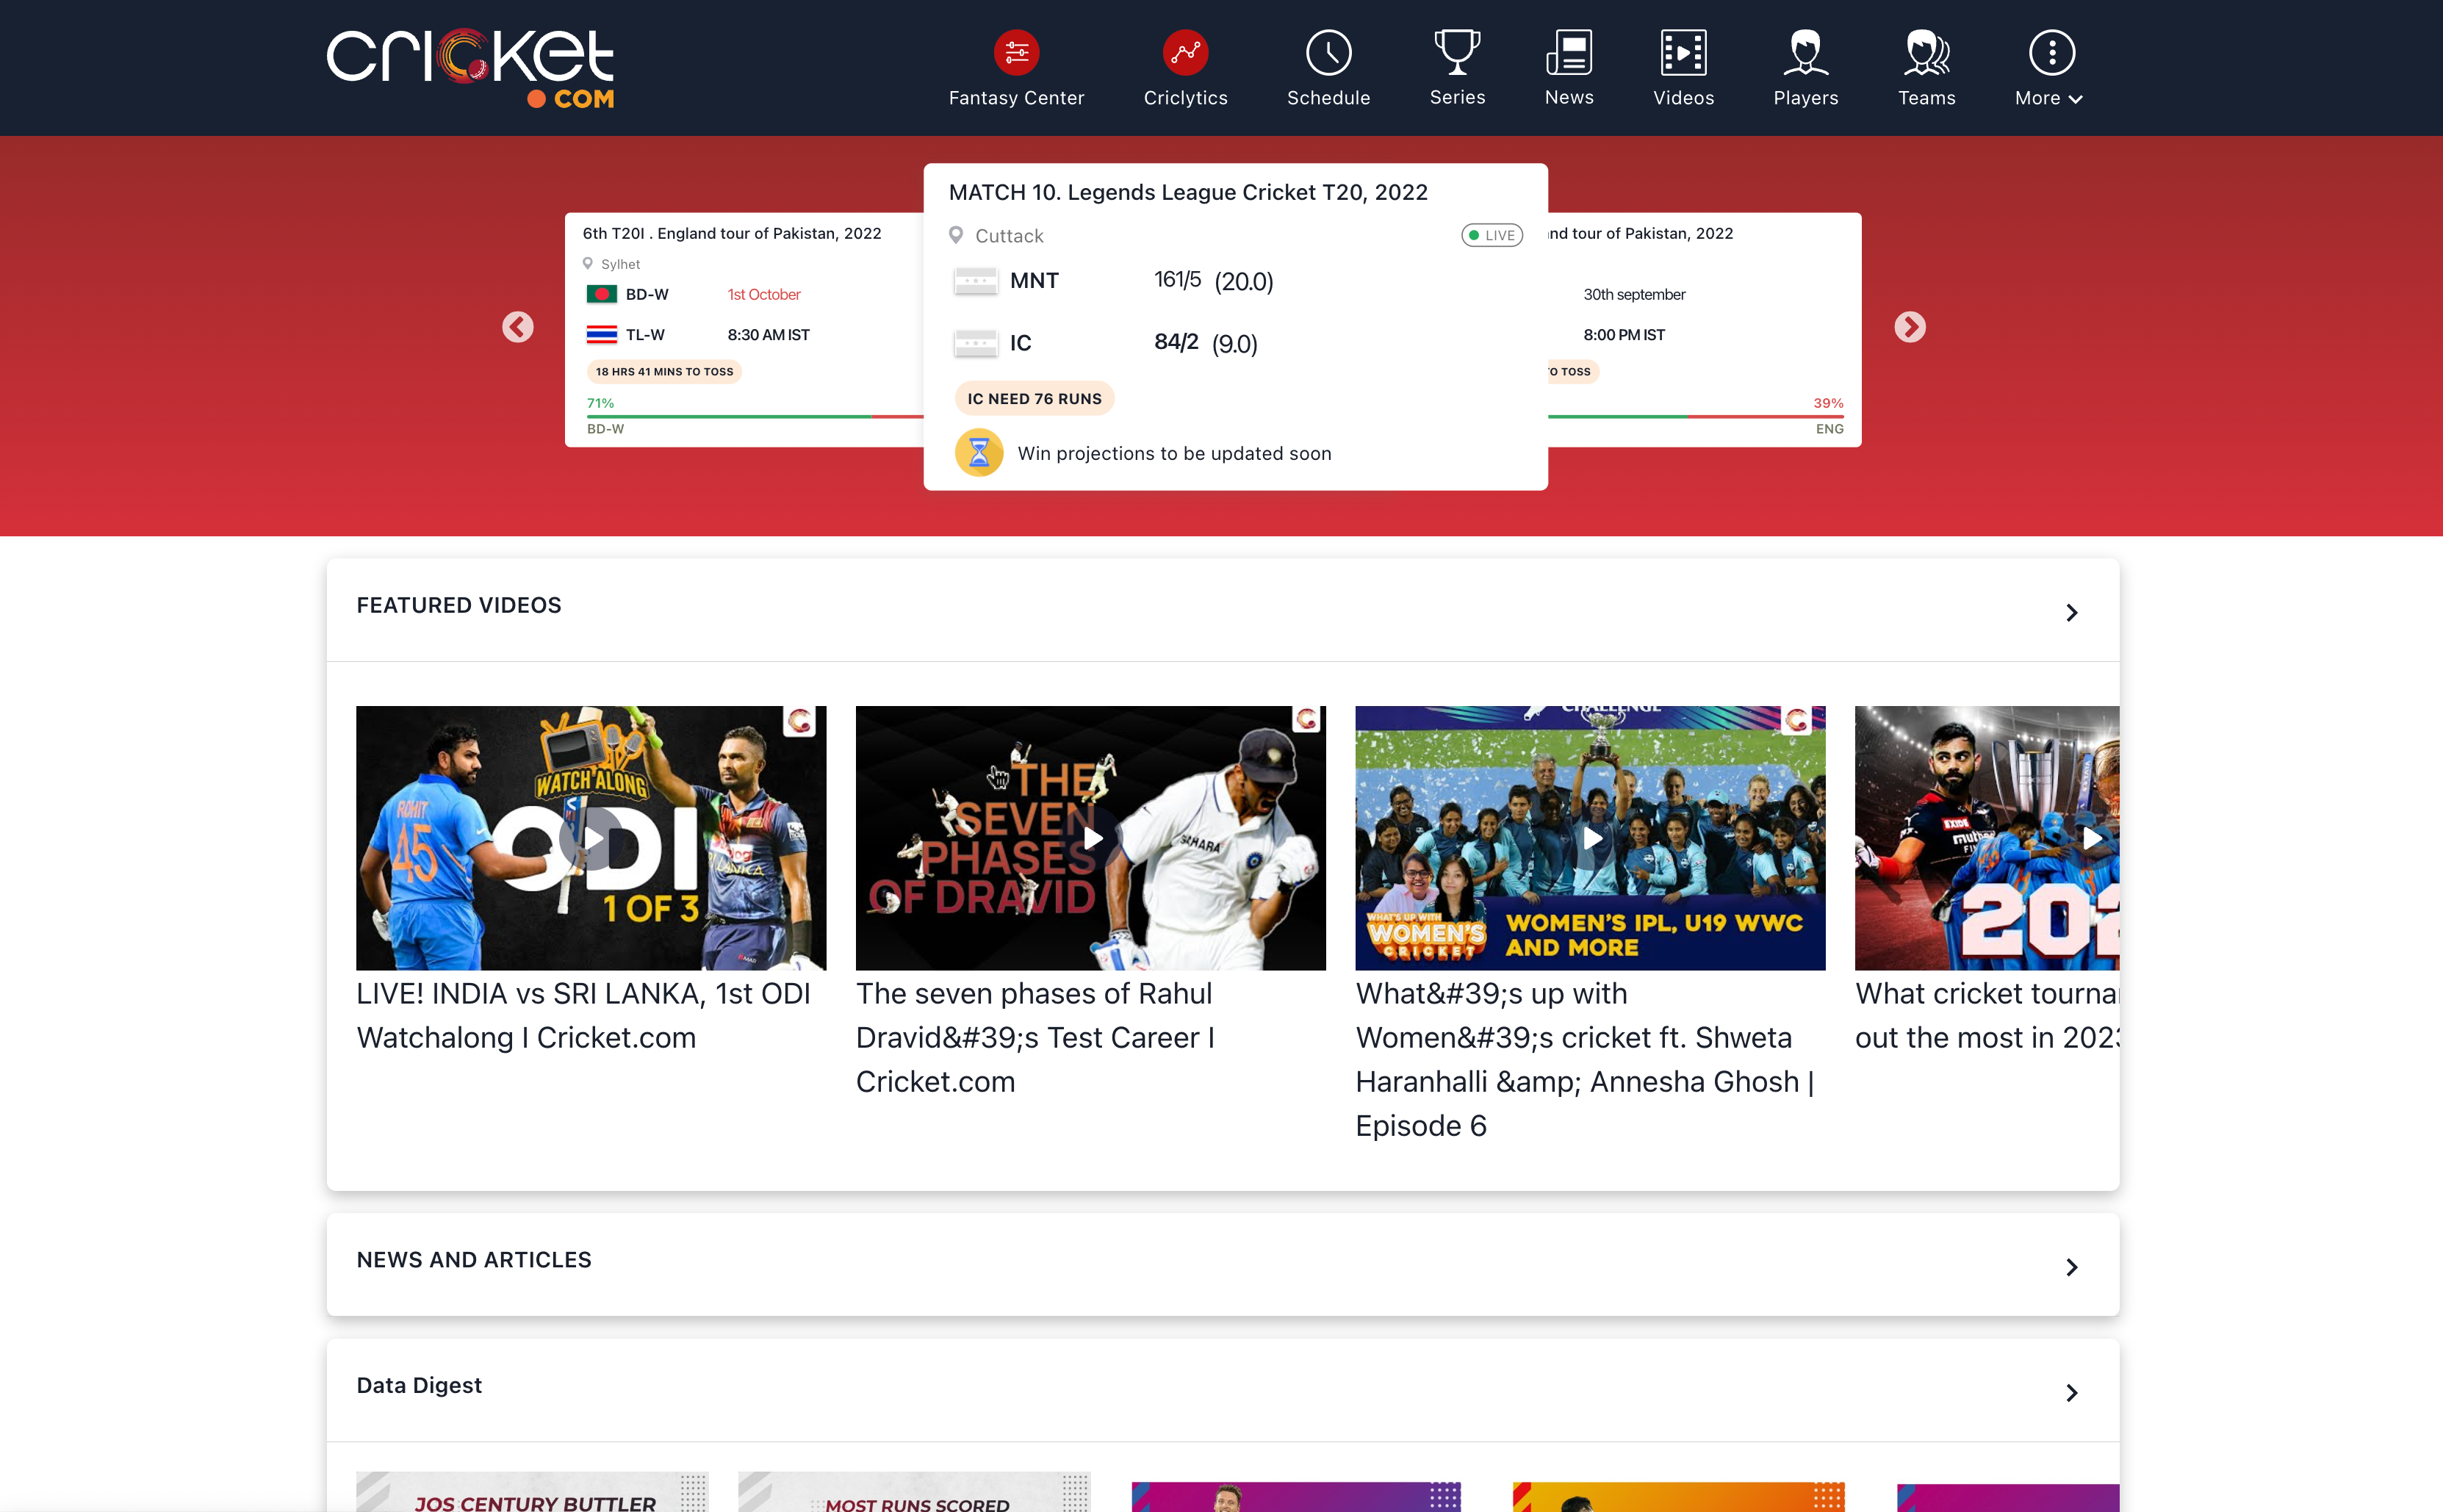 cricket
.COM
Fantasy Center
Criclytics
Schedule
Series
News
Videos
Players
Teams
More
6th T20I . England tour of Pakistan, 2022
Sylhet
BD-W 1st October
TL-W 8:30 AM IST
18 HRS 41 MINS TO TOSS
71%
BD-W
MATCH 10. Legends League Cricket T20, 2022
Cuttack
LIVE
MNT 161/5 (20.0)
IC 84/2 (9.0)
IC NEED 76 RUNS
Win projections to be updated soon
nd tour of Pakistan, 2022
30th september
8:00 PM IST
TO TOSS
39%
ENG
FEATURED VIDEOS
WATCH ALONG
ROHIT
45
ODI
1 OF 3
LIVE! INDIA vs SRI LANKA, 1st ODI
Watchalong I Cricket.com
THE
SEVEN
PHASES
OF DRAVID
SAHARA
The seven phases of Rahul
Dravid&#39;s Test Career I
Cricket.com
CHALLENGE
WHAT'S UP WITH
WOMEN'S
CRICKET
WOMEN'S IPL, U19 WWC
AND MORE
What&#39;s up with
Women&#39;s cricket ft. Shweta
Haranhalli &amp; Annesha Ghosh |
Episode 6
202
What cricket tourna
out the most in 2023
NEWS AND ARTICLES
Data Digest
JOS CENTURY BUTTLER
MOST RUNS SCORED